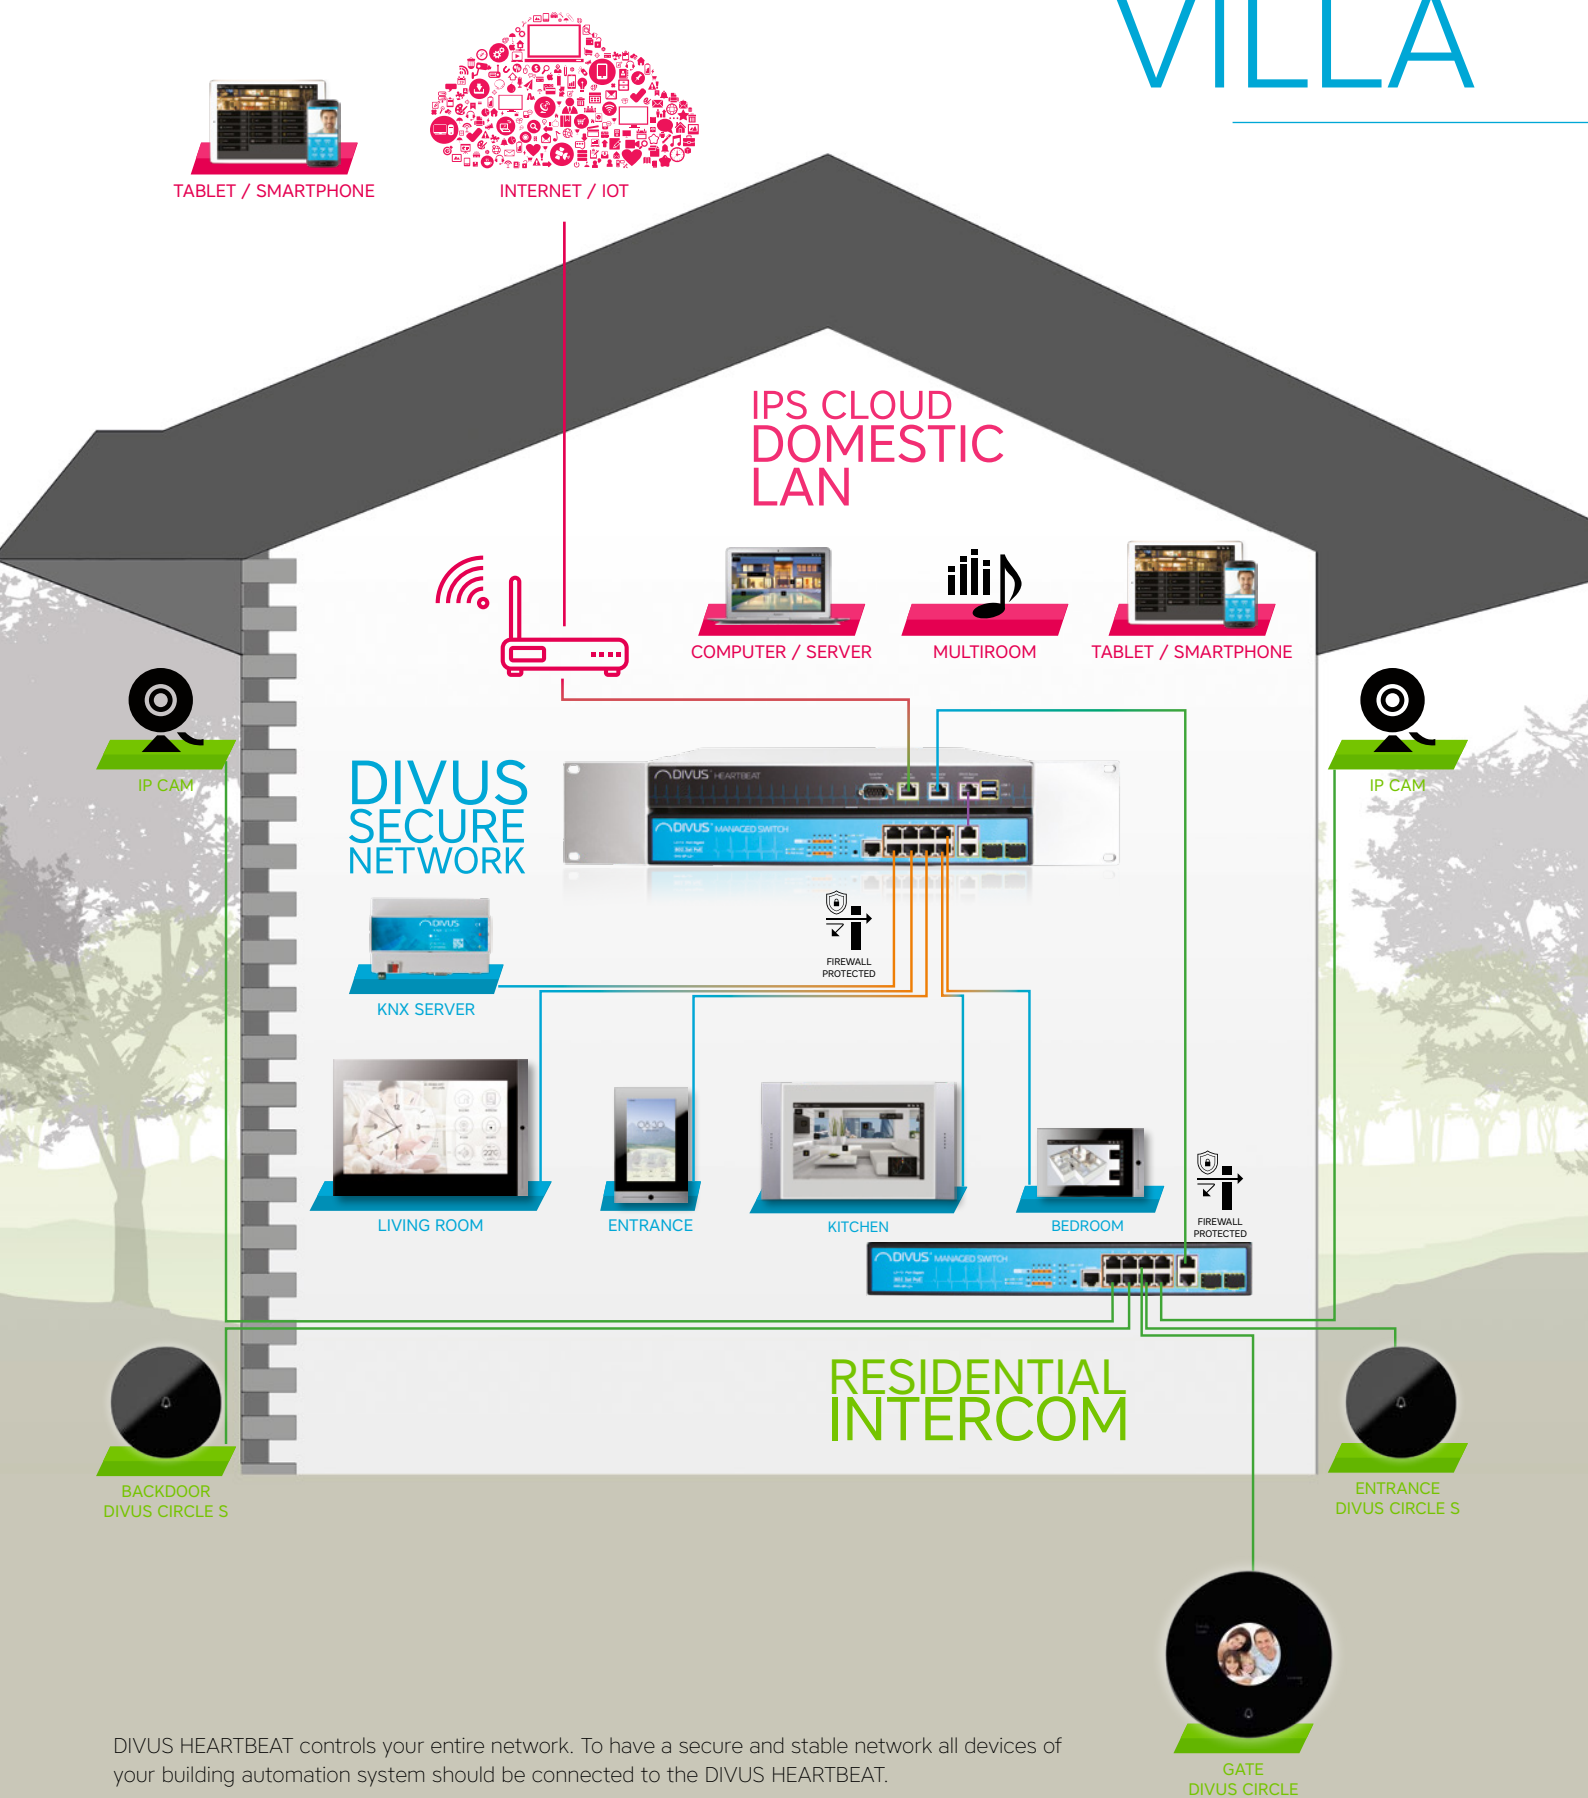 VILLA
TABLET / SMARTPHONE
INTERNET / IOT
IPS CLOUD
DOMESTIC
LAN
COMPUTER / SERVER
MULTIROOM
TABLET / SMARTPHONE
IP CAM
IP CAM
DIVUS
SECURE
NETWORK
DIVUS HEARTBEAT
DIVUS MANAGED SWITCH
FIREWALL
PROTECTED
DIVUS
KNX SERVER
LIVING ROOM
ENTRANCE
KITCHEN
BEDROOM
FIREWALL
PROTECTED
DIVUS MANAGED SWITCH
RESIDENTIAL
INTERCOM
BACKDOOR
DIVUS CIRCLE S
ENTRANCE
DIVUS CIRCLE S
DIVUS HEARTBEAT controls your entire network. To have a secure and stable network all devices of
your building automation system should be connected to the DIVUS HEARTBEAT.
GATE
DIVUS CIRCLE